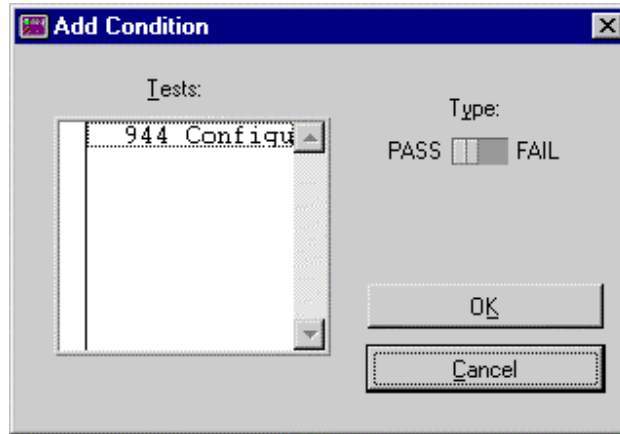 Add Condition
Tests:
944 Configu
Type:
PASS FAIL
OK
Cancel